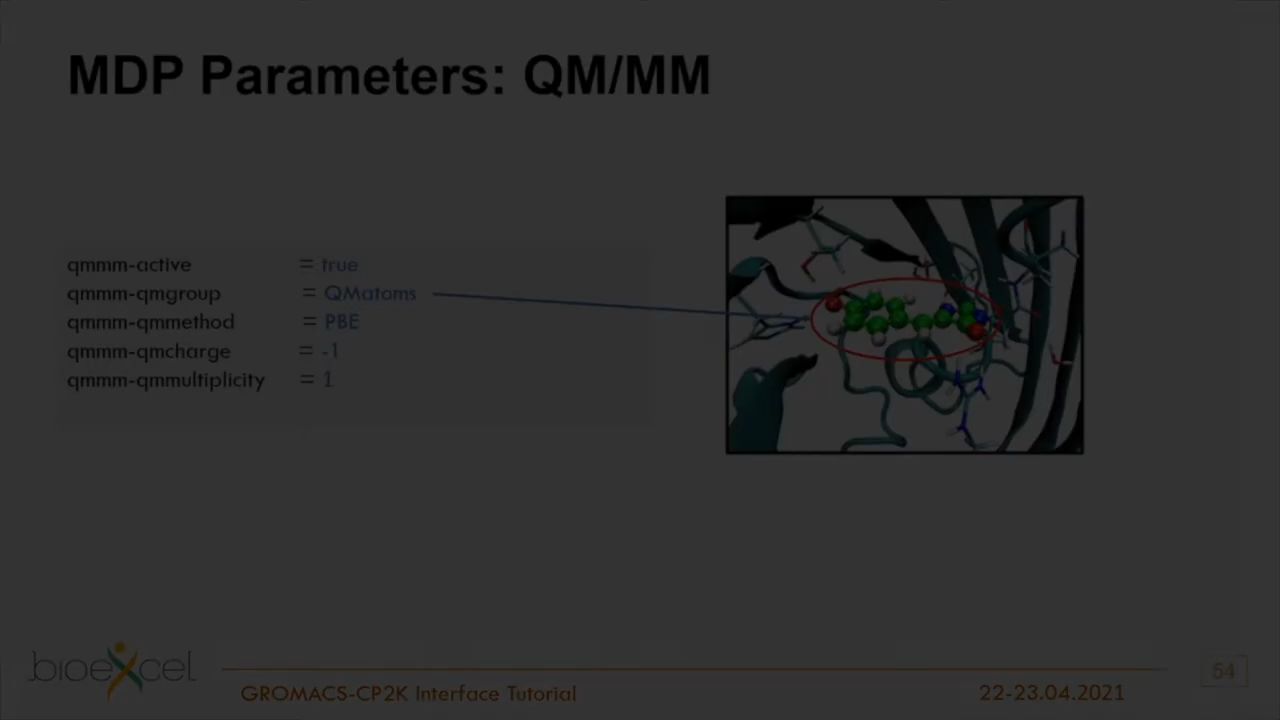 MDP Parameters: QM/MM
qmmm-active = true
qmmm-qmgroup = QMatoms
qmmm-qmmethod = PBE
qmmm-qmcharge = -1
qmmm-qmmultiplicity = 1
bioexcel
GROMACS-CP2K Interface Tutorial
22-23.04.2021
54